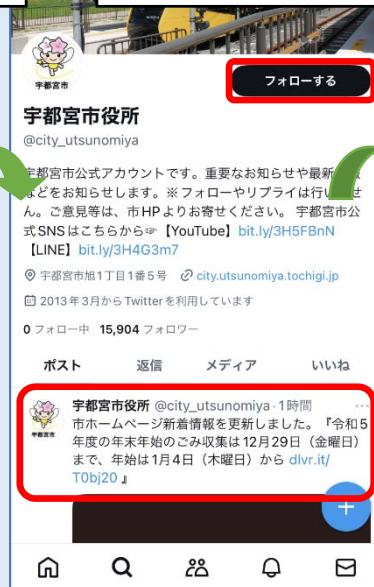 宇都宮市
フォローする
宇都宮市役所
@city_utsunomiya
宇都宮市公式アカウントです。重要なお知らせや最新
などをお知らせします。※フォローやリプライは行い せ
ん。ご意見等は、市HPよりお寄せください。 宇都宮市公
式SNSはこちらから☞【YouTube】bit.ly/3H5FBnN
【LINE】bit.ly/3H4G3m7
宇都宮市旭1丁目1番5号 city.utsunomiya.tochigi.jp
2013年3月からTwitterを利用しています
0 フォロー中 15,904 フォロワー
ポスト 返信 メディア いいね
宇都宮市役所 @city_utsunomiya · 1時間 ···
市ホームページ新着情報を更新しました。『令和5
年度の年末年始のごみ収集は12月29日（金曜日）
まで、年始は1月4日（木曜日）から dlvr.it/
T0bj20 』